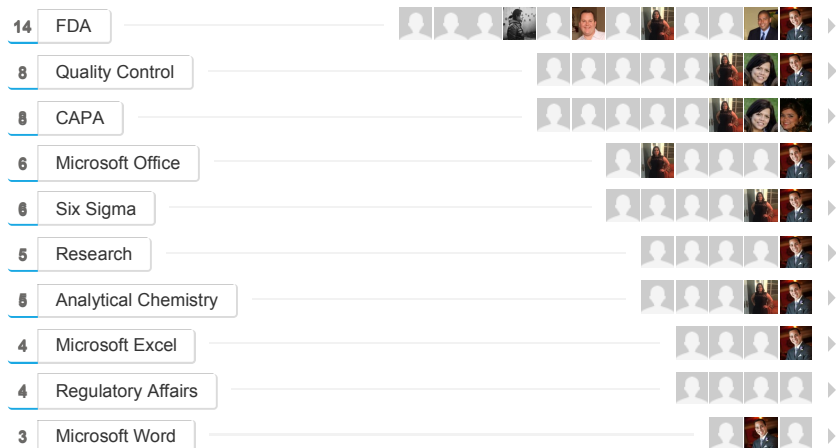 14 FDA
8 Quality Control
8 CAPA
6 Microsoft Office
6 Six Sigma
5 Research
5 Analytical Chemistry
4 Microsoft Excel
4 Regulatory Affairs
3 Microsoft Word